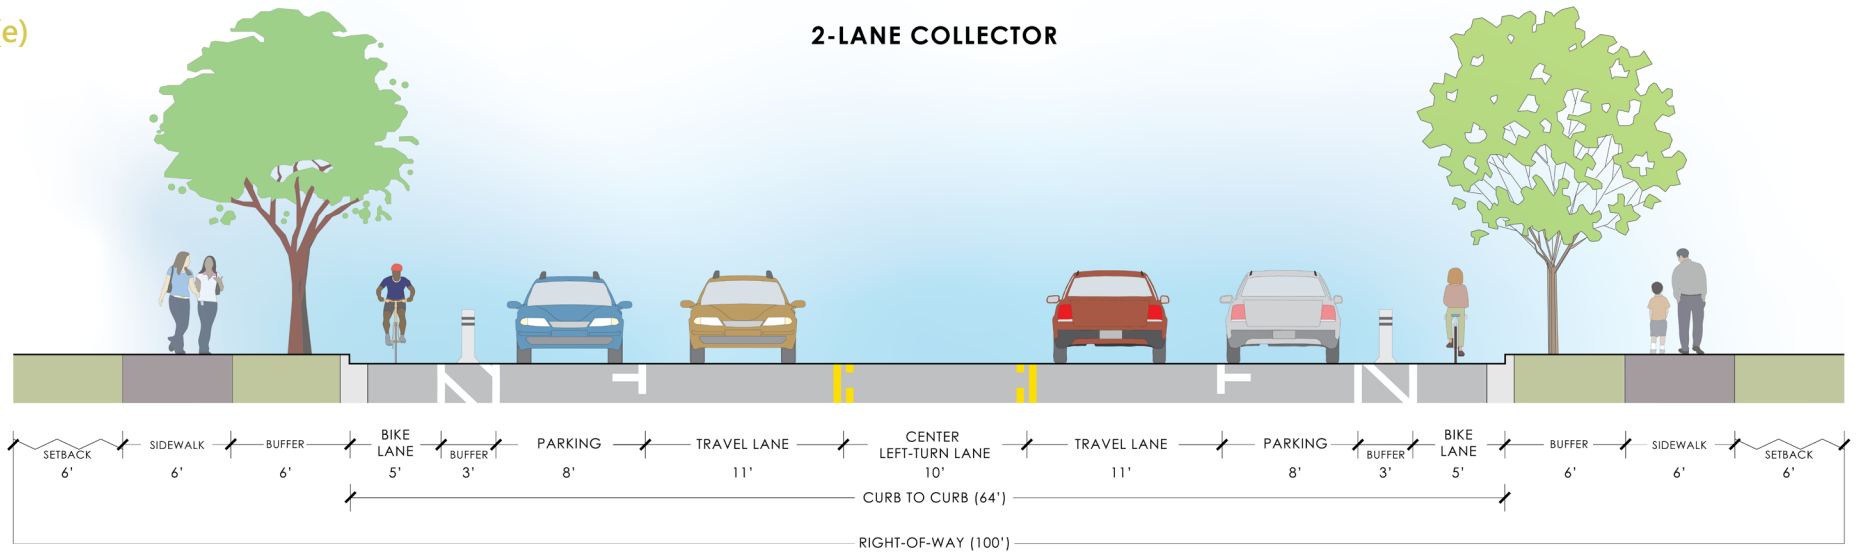 e)
2-LANE COLLECTOR
SETBACK
6'
SIDEWALK
6'
BUFFER
6'
BIKE
LANE
5'
BUFFER
3'
PARKING
8'
TRAVEL LANE
11'
CENTER
LEFT-TURN LANE
10'
TRAVEL LANE
11'
PARKING
8'
BUFFER
3'
BIKE
LANE
5'
BUFFER
6'
SIDEWALK
6'
SETBACK
6'
CURB TO CURB (64')
RIGHT-OF-WAY (100')